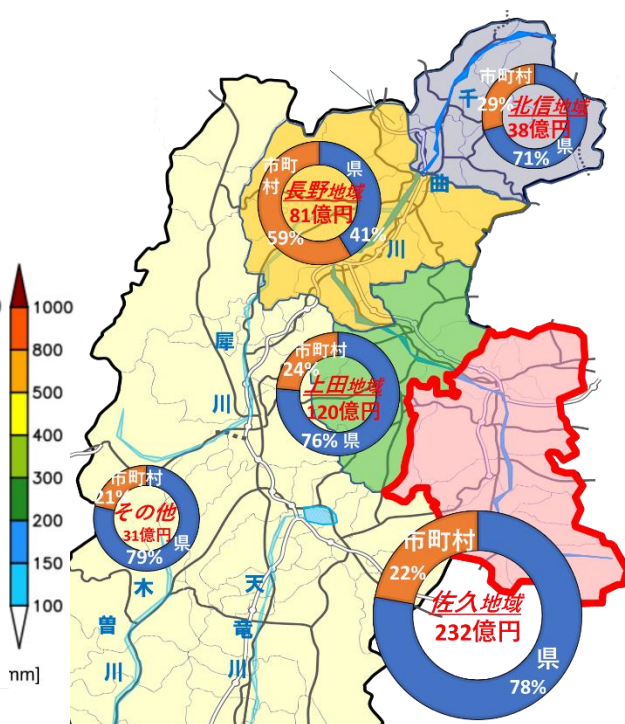 市町村
29%
北信地域
38億円
71%
県
千
曲
川
市町村
県
長野地域
81億円
59%
41%
1000
800
500
400
300
200
150
100
mm]
犀
川
市町村
24%
上田地域
120億円
76%
県
市町村
21%
その他
31億円
79%
県
木
曽
川
天
竜
川
市町村
22%
佐久地域
232億円
県
78%